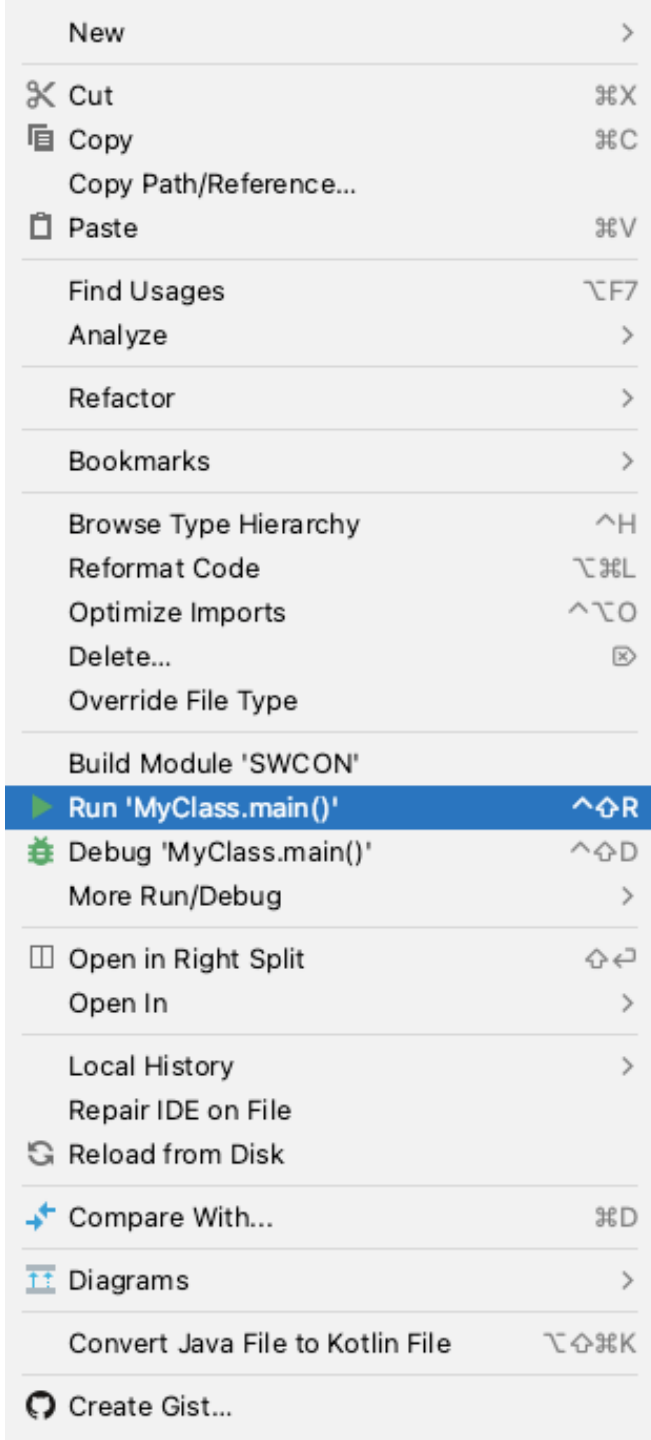 New
Cut ⌘X
Copy ⌘C
Copy Path/Reference...
Paste ⌘V
Find Usages ⌥F7
Analyze
Refactor
Bookmarks
Browse Type Hierarchy ^H
Reformat Code ⌥⌘L
Optimize Imports ^⌥O
Delete... ⌦
Override File Type
Build Module 'SWCON'
Run 'MyClass.main()' ^⇧R
Debug 'MyClass.main()' ^⇧D
More Run/Debug
Open in Right Split ⇧⏎
Open In
Local History
Repair IDE on File
Reload from Disk
Compare With... ⌘D
Diagrams
Convert Java File to Kotlin File ⌥⇧⌘K
Create Gist...